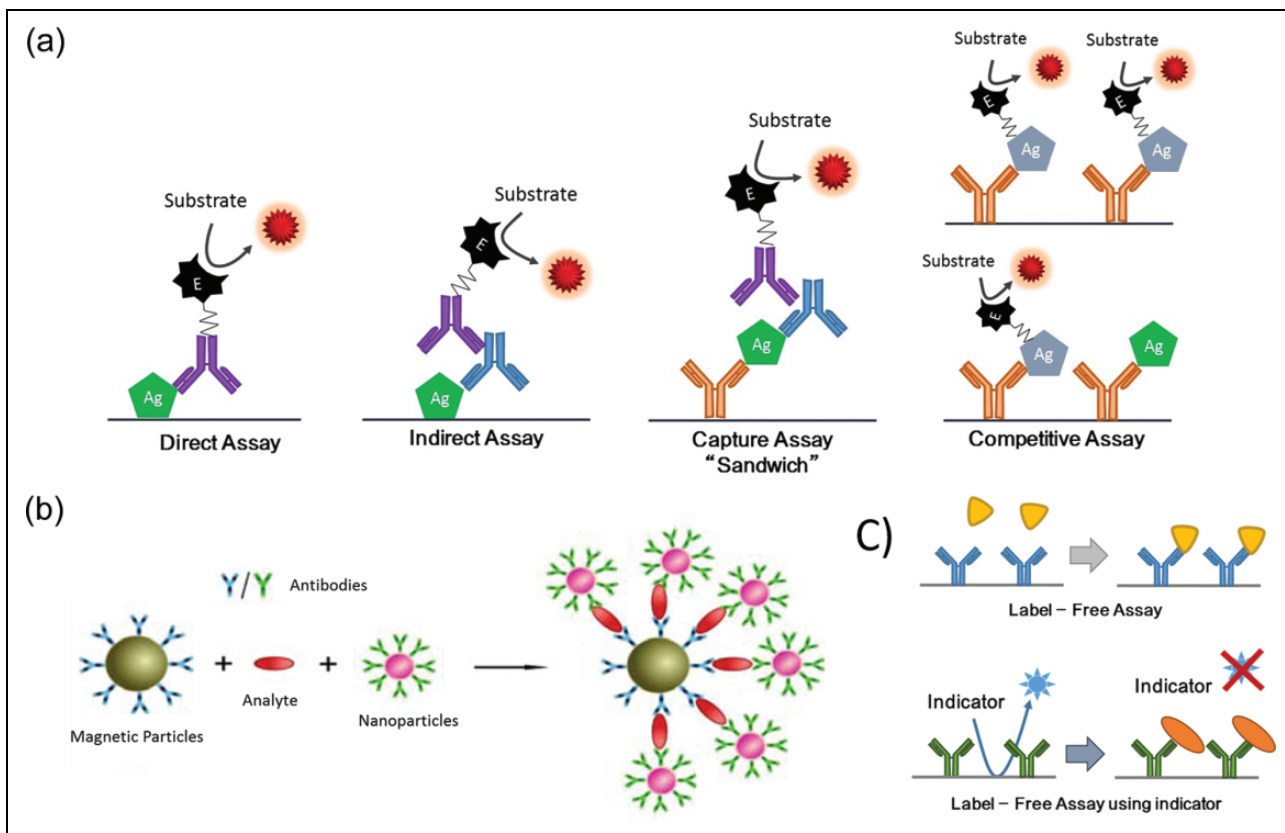 (a)
Substrate
E
Ag
Direct Assay
Substrate
E
Ag
Indirect Assay
Substrate
E
Ag
Capture Assay
“Sandwich”
Substrate
Substrate
E
E
Ag
Ag
Substrate
E
Ag
Ag
Competitive Assay
(b)
/
Antibodies
+
+
Analyte
Nanoparticles
Magnetic Particles
C)
Label – Free Assay
Indicator
Indicator
Label – Free Assay using indicator